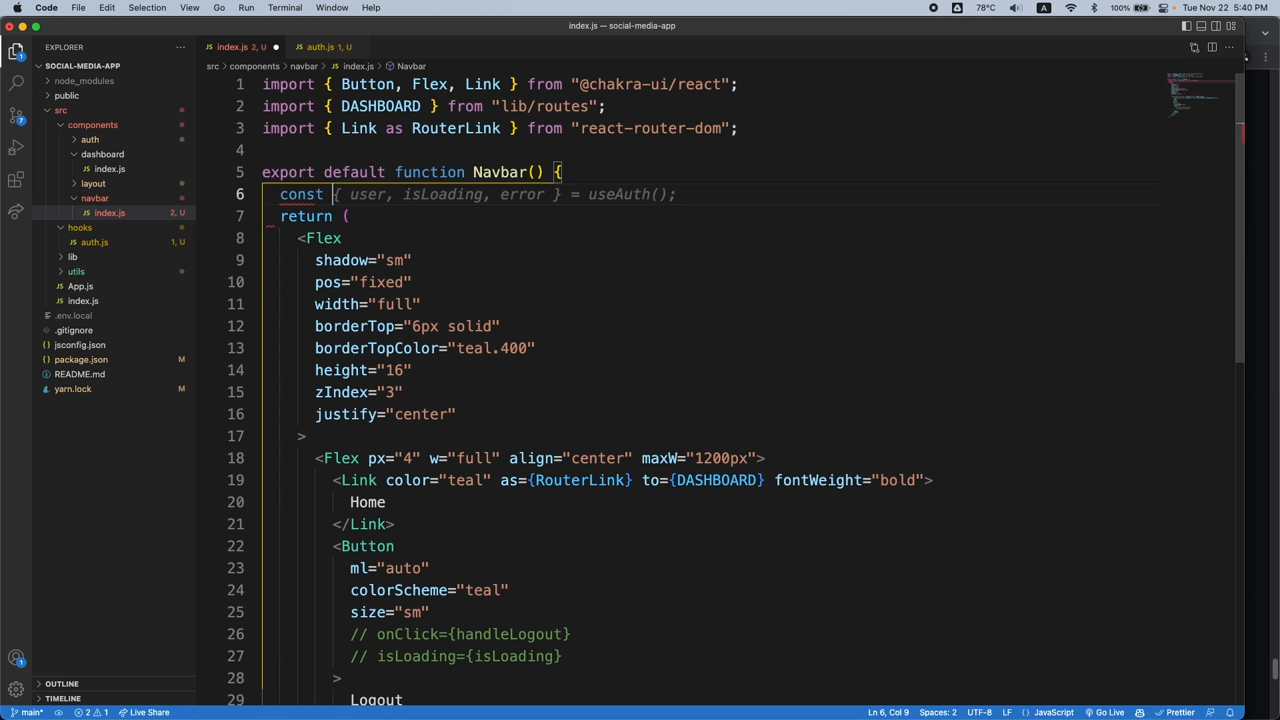 Code File Edit Selection View Go Run Terminal Window Help 78°C A 100% Tue Nov 22 5:40 PM
index.js — social-media-app
EXPLORER
index.js 2, U
auth.js 1, U
SOCIAL-MEDIA-APP
node_modules
public
src
components
auth
dashboard
index.js
layout
navbar
index.js 2, U
hooks
auth.js 1, U
lib
utils
App.js
index.js
.env.local
.gitignore
jsconfig.json
package.json M
README.md
yarn.lock M
OUTLINE
TIMELINE
src > components > navbar > index.js > Navbar
1 import { Button, Flex, Link } from "@chakra-ui/react";
2 import { DASHBOARD } from "lib/routes";
3 import { Link as RouterLink } from "react-router-dom";
4
5 export default function Navbar() {
6 const { user, isLoading, error } = useAuth();
7 return (
8 <Flex
9 shadow="sm"
10 pos="fixed"
11 width="full"
12 borderTop="6px solid"
13 borderTopColor="teal.400"
14 height="16"
15 zIndex="3"
16 justify="center"
17 >
18 <Flex px="4" w="full" align="center" maxW="1200px">
19 <Link color="teal" as={RouterLink} to={DASHBOARD} fontWeight="bold">
20 Home
21 </Link>
22 <Button
23 ml="auto"
24 colorScheme="teal"
25 size="sm"
26 // onClick={handleLogout}
27 // isLoading={isLoading}
28 >
29 Logout
main* 2 1 Live Share Ln 6, Col 9 Spaces: 2 UTF-8 LF JavaScript Go Live Prettier